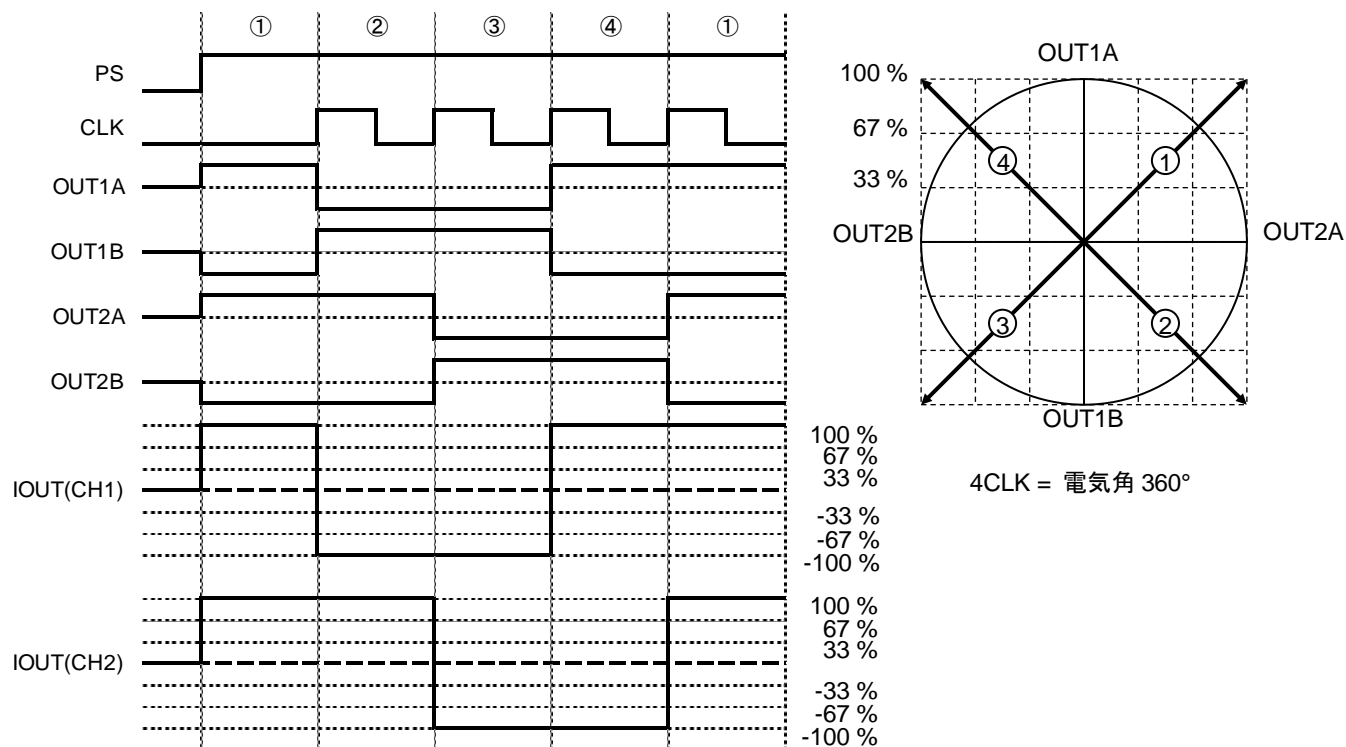 ① ② ③ ④ ①
PS
CLK
OUT1A
OUT1B
OUT2A
OUT2B
IOUT(CH1)
100 %
67 %
33 %
-33 %
-67 %
-100 %
IOUT(CH2)
100 %
67 %
33 %
-33 %
-67 %
-100 %
OUT1A
100 %
67 %
33 %
④ ①
OUT2B
OUT2A
③ ②
OUT1B
4CLK = 電気角 360°